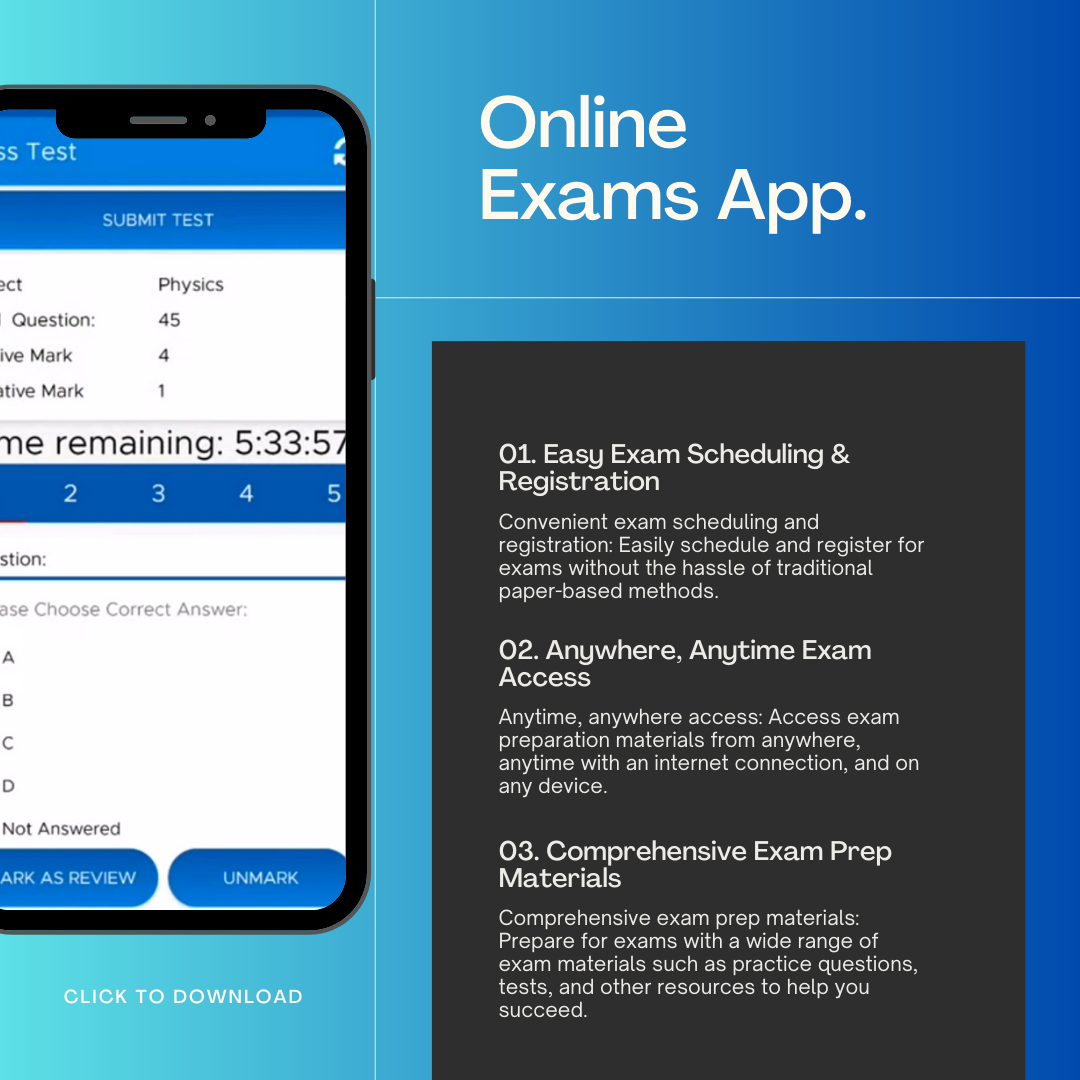 Online
Exams App.
ss Test
SUBMIT TEST
ect Physics
Question: 45
ive Mark 4
ative Mark 1
me remaining: 5:33:57
2 3 4 5
stion:
ase Choose Correct Answer:
A
B
C
D
Not Answered
ARK AS REVIEW UNMARK
CLICK TO DOWNLOAD
01. Easy Exam Scheduling &
Registration
Convenient exam scheduling and
registration: Easily schedule and register for
exams without the hassle of traditional
paper-based methods.
02. Anywhere, Anytime Exam
Access
Anytime, anywhere access: Access exam
preparation materials from anywhere,
anytime with an internet connection, and on
any device.
03. Comprehensive Exam Prep
Materials
Comprehensive exam prep materials:
Prepare for exams with a wide range of
exam materials such as practice questions,
tests, and other resources to help you
succeed.